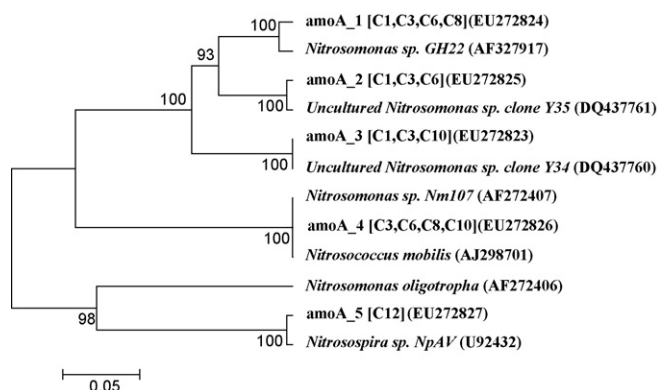 amoA_1 [C1,C3,C6,C8](EU272824)
100
Nitrosomonas sp. GH22 (AF327917)
93
amoA_2 [C1,C3,C6](EU272825)
100
Uncultured Nitrosomonas sp. clone Y35 (DQ437761)
100
amoA_3 [C1,C3,C10](EU272823)
100
Uncultured Nitrosomonas sp. clone Y34 (DQ437760)
Nitrosomonas sp. Nm107 (AF272407)
amoA_4 [C3,C6,C8,C10](EU272826)
100
Nitrosococcus mobilis (AJ298701)
Nitrosomonas oligotropha (AF272406)
98
amoA_5 [C12](EU272827)
100
Nitrosospira sp. NpAV (U92432)
0.05